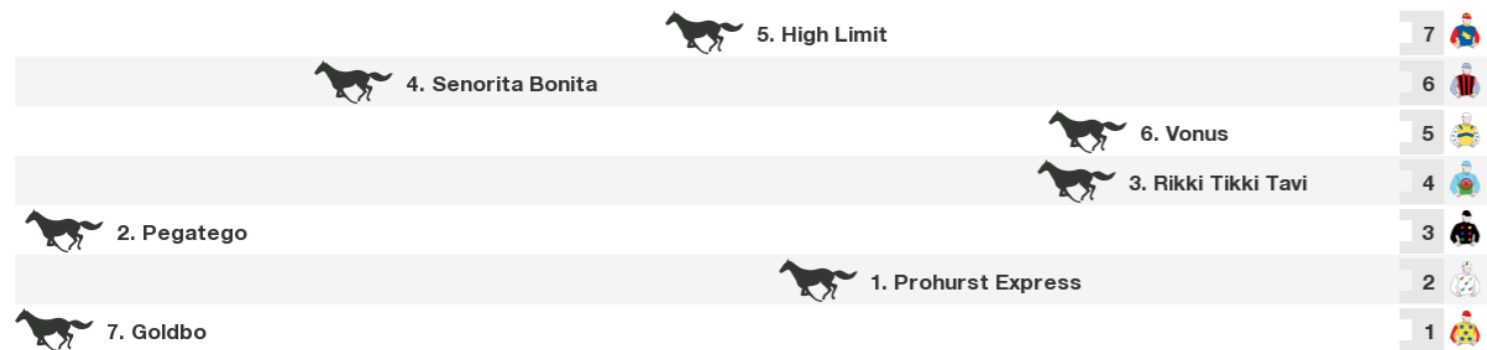 5. High Limit 7
4. Senorita Bonita 6
6. Vonus 5
3. Rikki Tikki Tavi 4
2. Pegatego 3
1. Prohurst Express 2
7. Goldbo 1